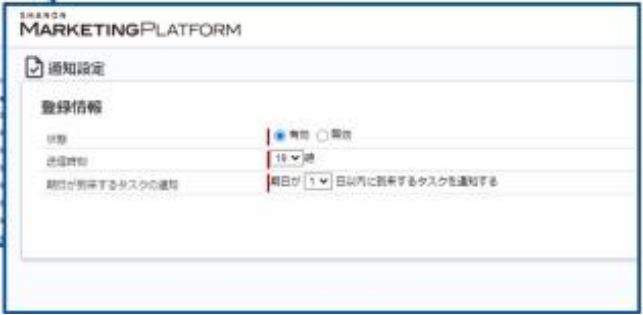 SHANON
MARKETINGPLATFORM
通知設定
登録情報
状態 有効 無効
送信時刻 19 時
期日が到来するタスクの通知 期日が 1 日以内に到来するタスクを通知する